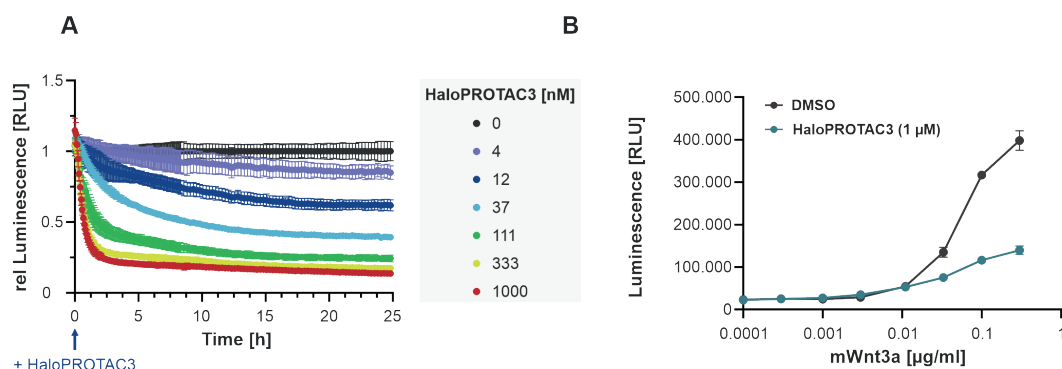 A
rel Luminescence [RLU]
1.5
1
0.5
0
0
5
10
15
20
25
Time [h]
+ HaloPROTAC3
HaloPROTAC3 [nM]
0
4
12
37
111
333
1000
B
Luminescence [RLU]
500.000
400.000
300.000
200.000
100.000
0
0.0001
0.001
0.01
0.1
1
mWnt3a [µg/ml]
DMSO
HaloPROTAC3 (1 µM)